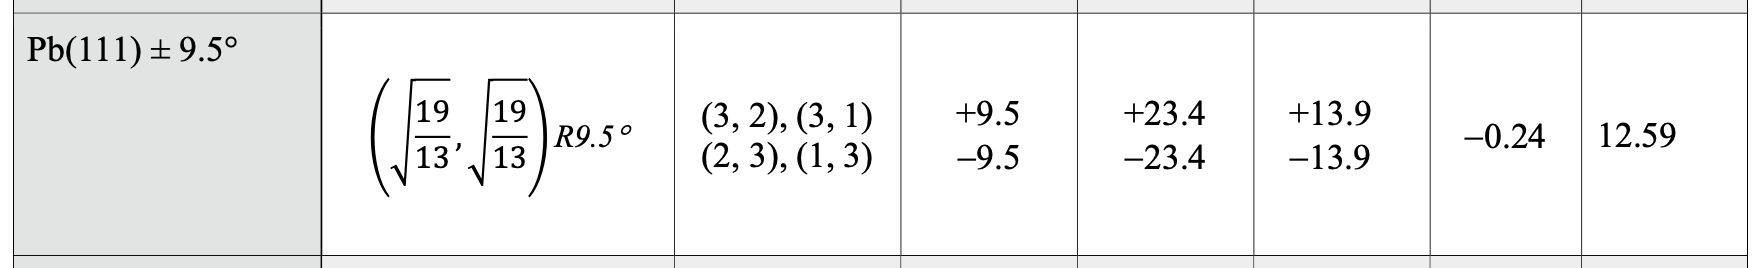 Pb(111) ± 9.5°
(√19/13, √19/13) R9.5°
(3, 2), (3, 1)
(2, 3), (1, 3)
+9.5
−9.5
+23.4
−23.4
+13.9
−13.9
−0.24
12.59